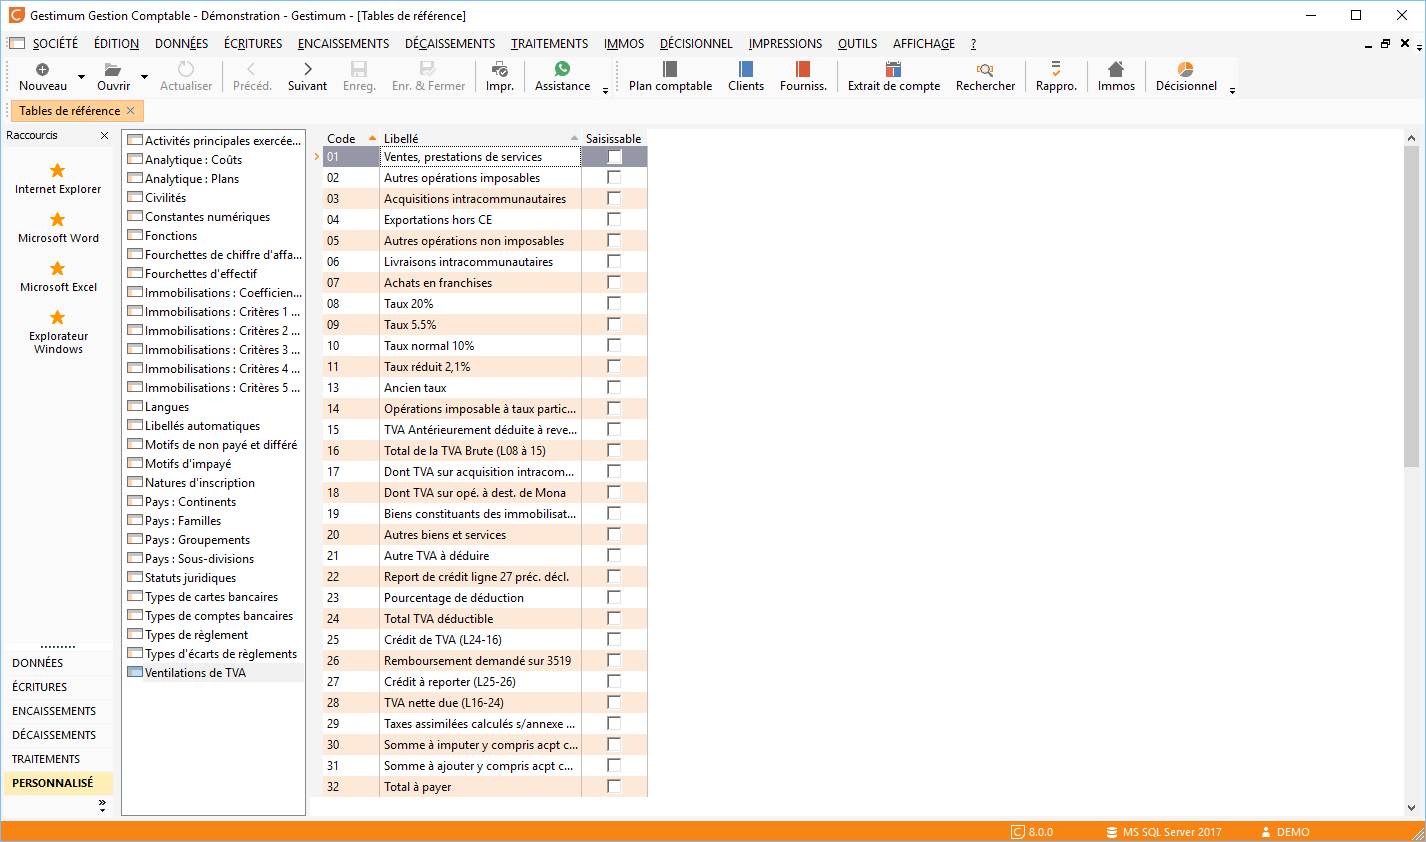 Gestimum Gestion Comptable - Démonstration - Gestimum - [Tables de référence]
SOCIÉTÉ ÉDITION DONNÉES ÉCRITURES ENCAISSEMENTS DÉCAISSEMENTS TRAITEMENTS IMMOS DÉCISIONNEL IMPRESSIONS OUTILS AFFICHAGE ?
Nouveau Ouvrir Actualiser Précéd. Suivant Enreg. Enr. & Fermer Impr. Assistance Plan comptable Clients Fourniss. Extrait de compte Rechercher Rappro. Immos Décisionnel
Tables de référence
Raccourcis
Internet Explorer
Microsoft Word
Microsoft Excel
Explorateur
Windows
DONNÉES
ÉCRITURES
ENCAISSEMENTS
DÉCAISSEMENTS
TRAITEMENTS
PERSONNALISÉ
Activités principales exercée...
Analytique : Coûts
Analytique : Plans
Civilités
Constantes numériques
Fonctions
Fourchettes de chiffre d'affa...
Fourchettes d'effectif
Immobilisations : Coefficien...
Immobilisations : Critères 1 ...
Immobilisations : Critères 2 ...
Immobilisations : Critères 3 ...
Immobilisations : Critères 4 ...
Immobilisations : Critères 5 ...
Langues
Libellés automatiques
Motifs de non payé et différé
Motifs d'impayé
Natures d'inscription
Pays : Continents
Pays : Familles
Pays : Groupements
Pays : Sous-divisions
Statuts juridiques
Types de cartes bancaires
Types de comptes bancaires
Types de règlement
Types d'écarts de règlements
Ventilations de TVA
Code Libellé Saisissable
01 Ventes, prestations de services
02 Autres opérations imposables
03 Acquisitions intracommunautaires
04 Exportations hors CE
05 Autres opérations non imposables
06 Livraisons intracommunautaires
07 Achats en franchises
08 Taux 20%
09 Taux 5.5%
10 Taux normal 10%
11 Taux réduit 2,1%
13 Ancien taux
14 Opérations imposable à taux partic...
15 TVA Antérieurement déduite à reve...
16 Total de la TVA Brute (L08 à 15)
17 Dont TVA sur acquisition intracom...
18 Dont TVA sur opé. à dest. de Mona
19 Biens constituants des immobilisat...
20 Autres biens et services
21 Autre TVA à déduire
22 Report de crédit ligne 27 préc. décl.
23 Pourcentage de déduction
24 Total TVA déductible
25 Crédit de TVA (L24-16)
26 Remboursement demandé sur 3519
27 Crédit à reporter (L25-26)
28 TVA nette due (L16-24)
29 Taxes assimilées calculés s/annexe ...
30 Somme à imputer y compris acpt c...
31 Somme à ajouter y compris acpt c...
32 Total à payer
8.0.0 MS SQL Server 2017 DEMO